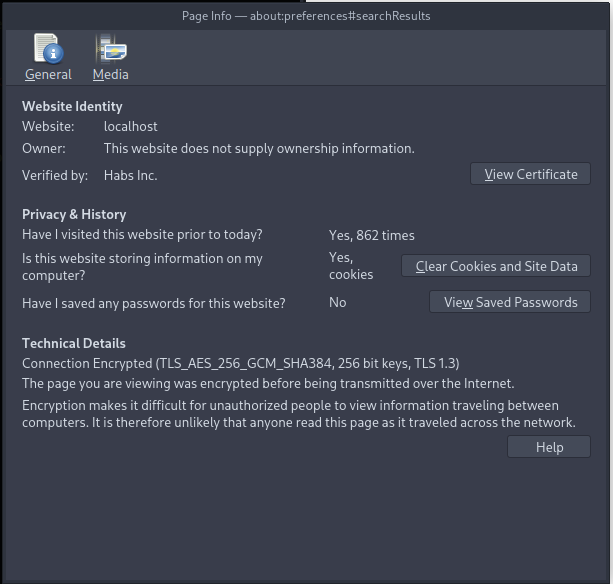 Page Info — about:preferences#searchResults
General
Media
Website Identity
Website: localhost
Owner: This website does not supply ownership information.
Verified by: Habs Inc.
View Certificate
Privacy & History
Have I visited this website prior to today? Yes, 862 times
Is this website storing information on my
computer?
Yes,
cookies
Clear Cookies and Site Data
Have I saved any passwords for this website? No
View Saved Passwords
Technical Details
Connection Encrypted (TLS_AES_256_GCM_SHA384, 256 bit keys, TLS 1.3)
The page you are viewing was encrypted before being transmitted over the Internet.
Encryption makes it difficult for unauthorized people to view information traveling between
computers. It is therefore unlikely that anyone read this page as it traveled across the network.
Help